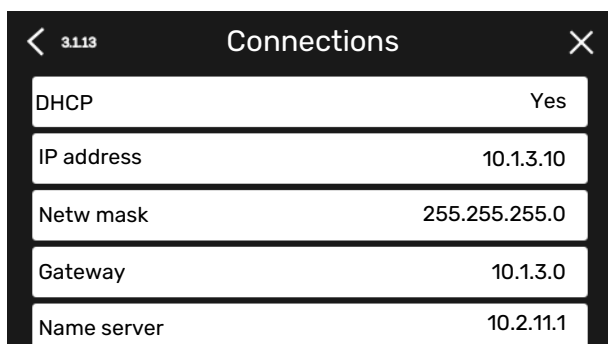 3.1.13 Connections
DHCP Yes
IP address 10.1.3.10
Netw mask 255.255.255.0
Gateway 10.1.3.0
Name server 10.2.11.1